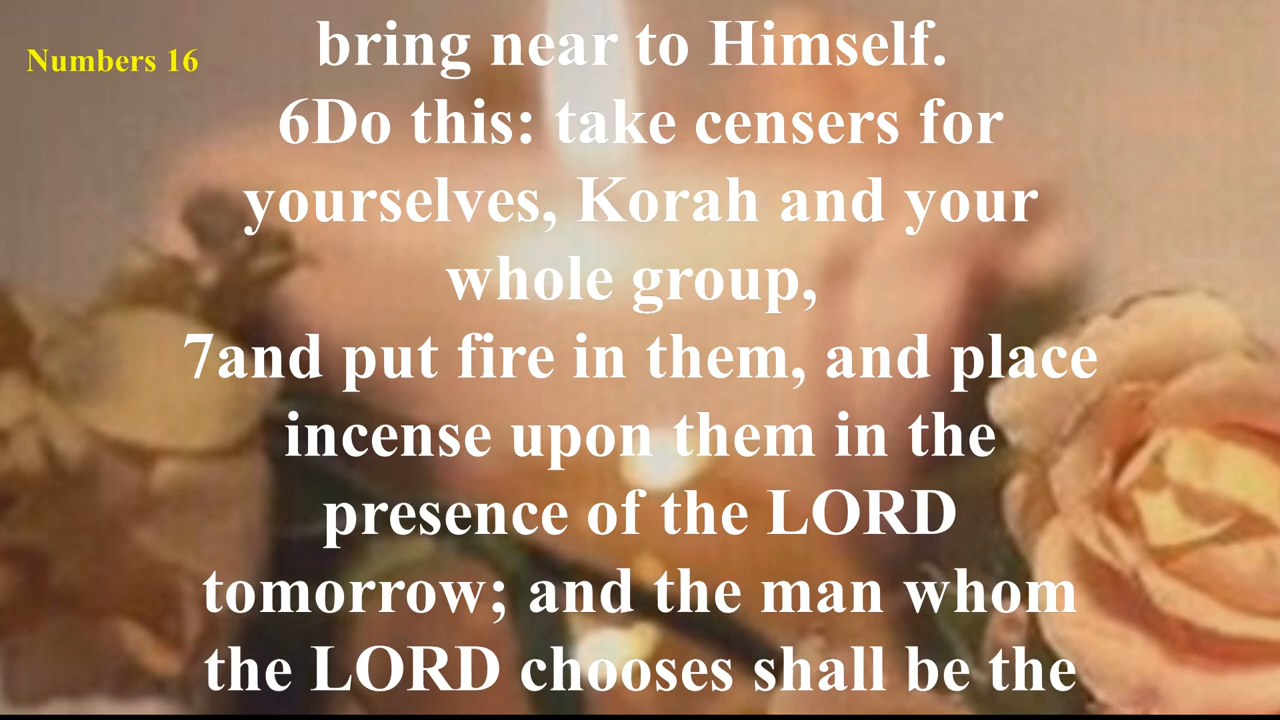 Numbers 16
bring near to Himself.
6Do this: take censers for
yourselves, Korah and your
whole group,
7and put fire in them, and place
incense upon them in the
presence of the LORD
tomorrow; and the man whom
the LORD chooses shall be the